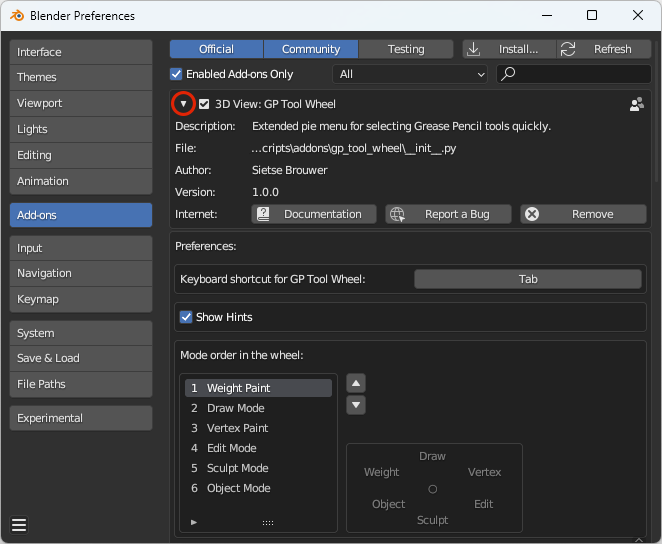 Blender Preferences
Interface
Themes
Viewport
Lights
Editing
Animation
Add-ons
Input
Navigation
Keymap
System
Save & Load
File Paths
Experimental
Official Community Testing Install... Refresh
Enabled Add-ons Only All
3D View: GP Tool Wheel
Description: Extended pie menu for selecting Grease Pencil tools quickly.
File: ...cripts\addons\gp_tool_wheel\__init__.py
Author: Sietse Brouwer
Version: 1.0.0
Internet: Documentation Report a Bug Remove
Preferences:
Keyboard shortcut for GP Tool Wheel: Tab
Show Hints
Mode order in the wheel:
1 Weight Paint
2 Draw Mode
3 Vertex Paint
4 Edit Mode
5 Sculpt Mode
6 Object Mode
Draw
Weight Vertex
Object Edit
Sculpt